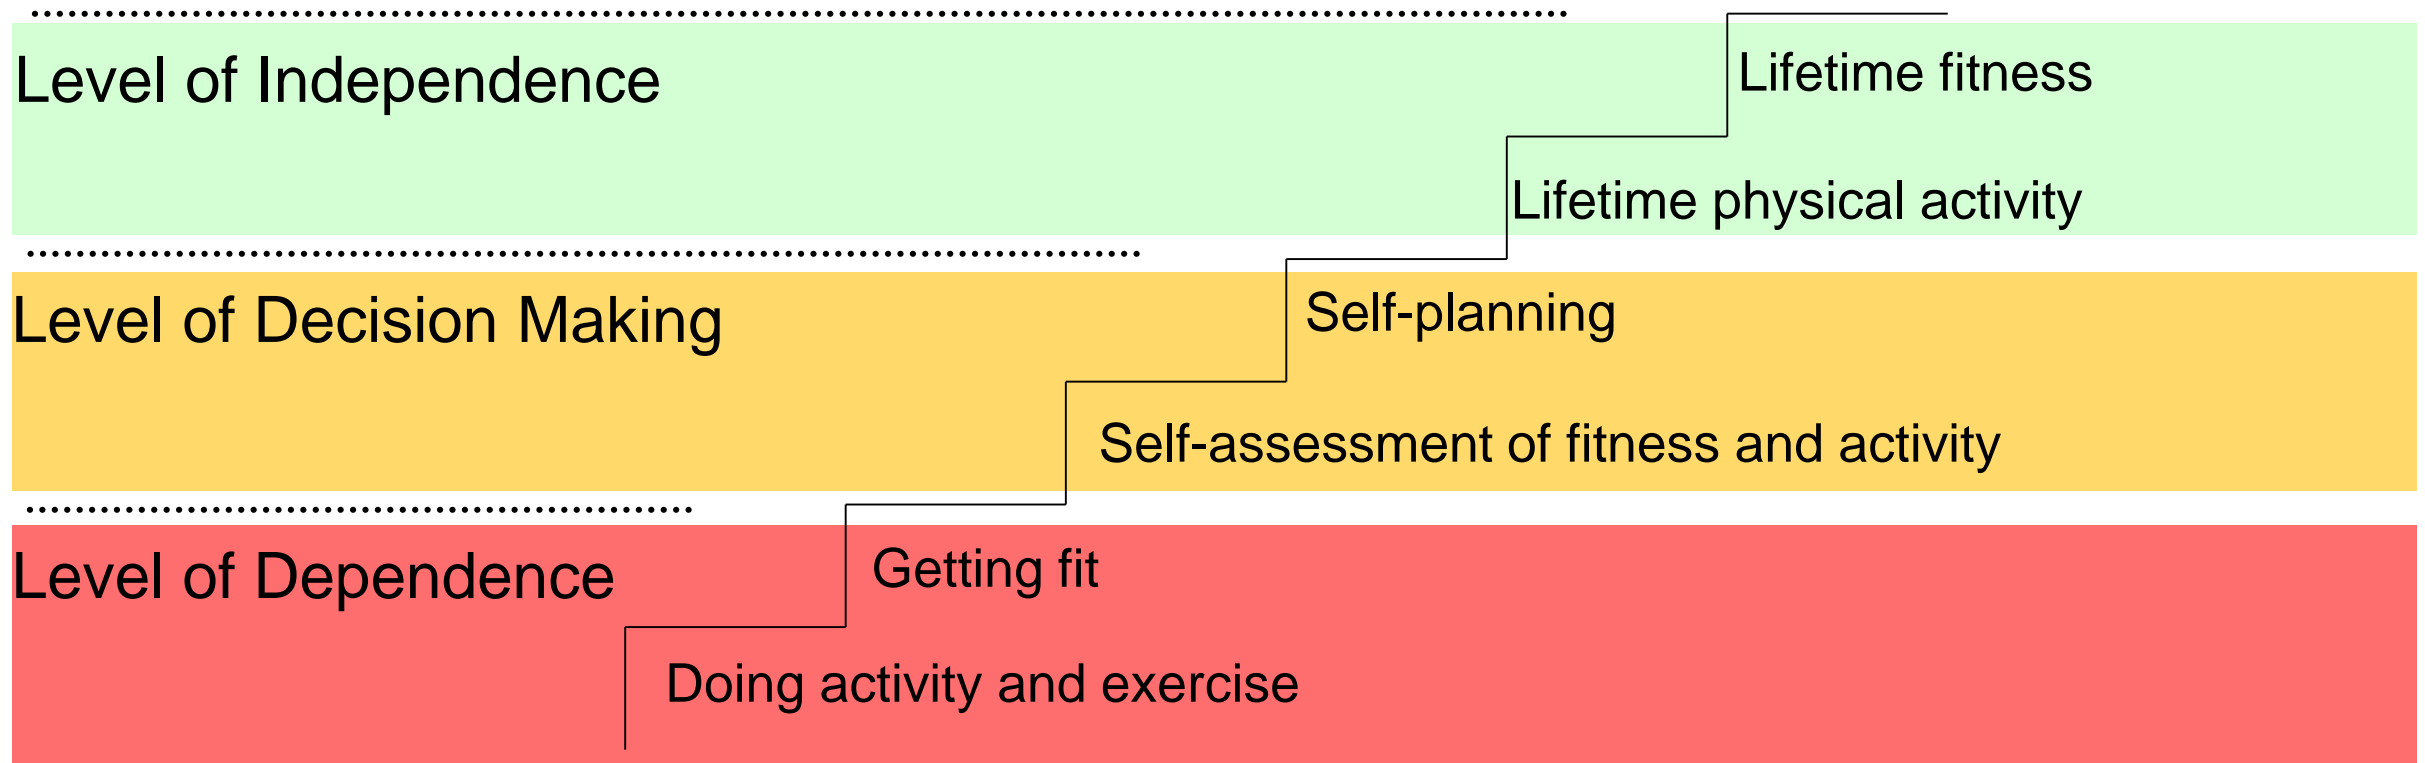 Level of Independence
Lifetime fitness
Lifetime physical activity
Level of Decision Making
Self-planning
Self-assessment of fitness and activity
Level of Dependence
Getting fit
Doing activity and exercise